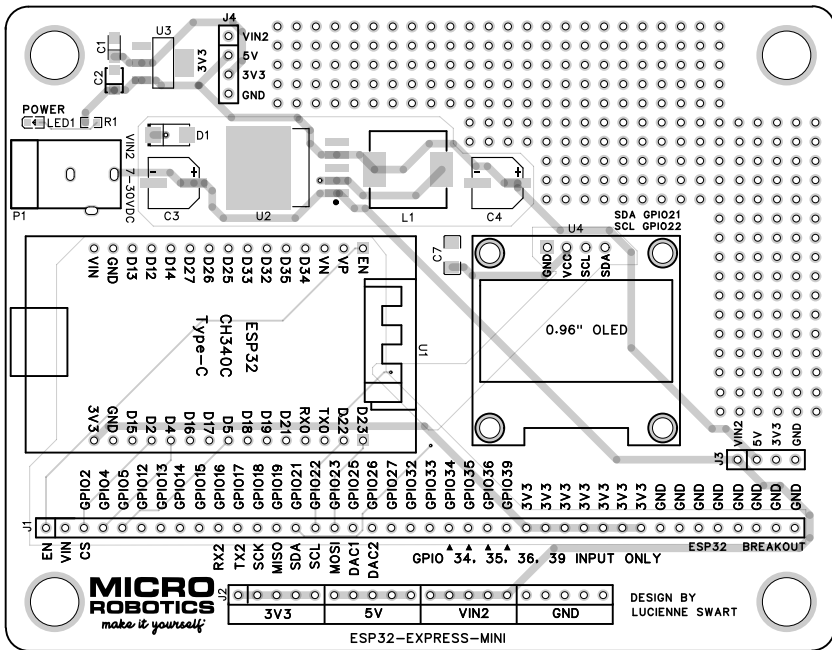 U3
J4
VIN2
5V
3V3
GND
3V3
C1
C2
POWER
LED1
R1
D1
VIN2 7-30VDC
P1
C3
U2
L1
C4
SDA GPIO21
SCL GPIO22
U4
C7
GND
VCC
SCL
SDA
0.96" OLED
VIN
GND
D13
D12
D14
D27
D26
D25
D33
D32
D35
D34
VN
VP
EN
ESP32
CH340C
Type-C
U1
3V3
GND
D15
D2
D4
D16
D17
D5
D18
D19
D21
RX0
TX0
D22
D23
J3
VIN2
5V
3V3
GND
GPIO2
GPIO4
GPIO5
GPIO12
GPIO13
GPIO14
GPIO15
GPIO16
GPIO17
GPIO18
GPIO19
GPIO21
GPIO22
GPIO23
GPIO25
GPIO26
GPIO27
GPIO32
GPIO33
GPIO34
GPIO35
GPIO36
GPIO39
3V3
3V3
3V3
3V3
3V3
3V3
3V3
GND
GND
GND
GND
GND
GND
GND
GND
J1
EN
VIN
CS
RX2
TX2
SCK
MISO
SDA
SCL
MOSI
DAC1
DAC2
GPIO 34, 35, 36, 39 INPUT ONLY
ESP32 BREAKOUT
MICRO
ROBOTICS
make it yourself
J2
3V3
5V
VIN2
GND
DESIGN BY
LUCIENNE SWART
ESP32-EXPRESS-MINI